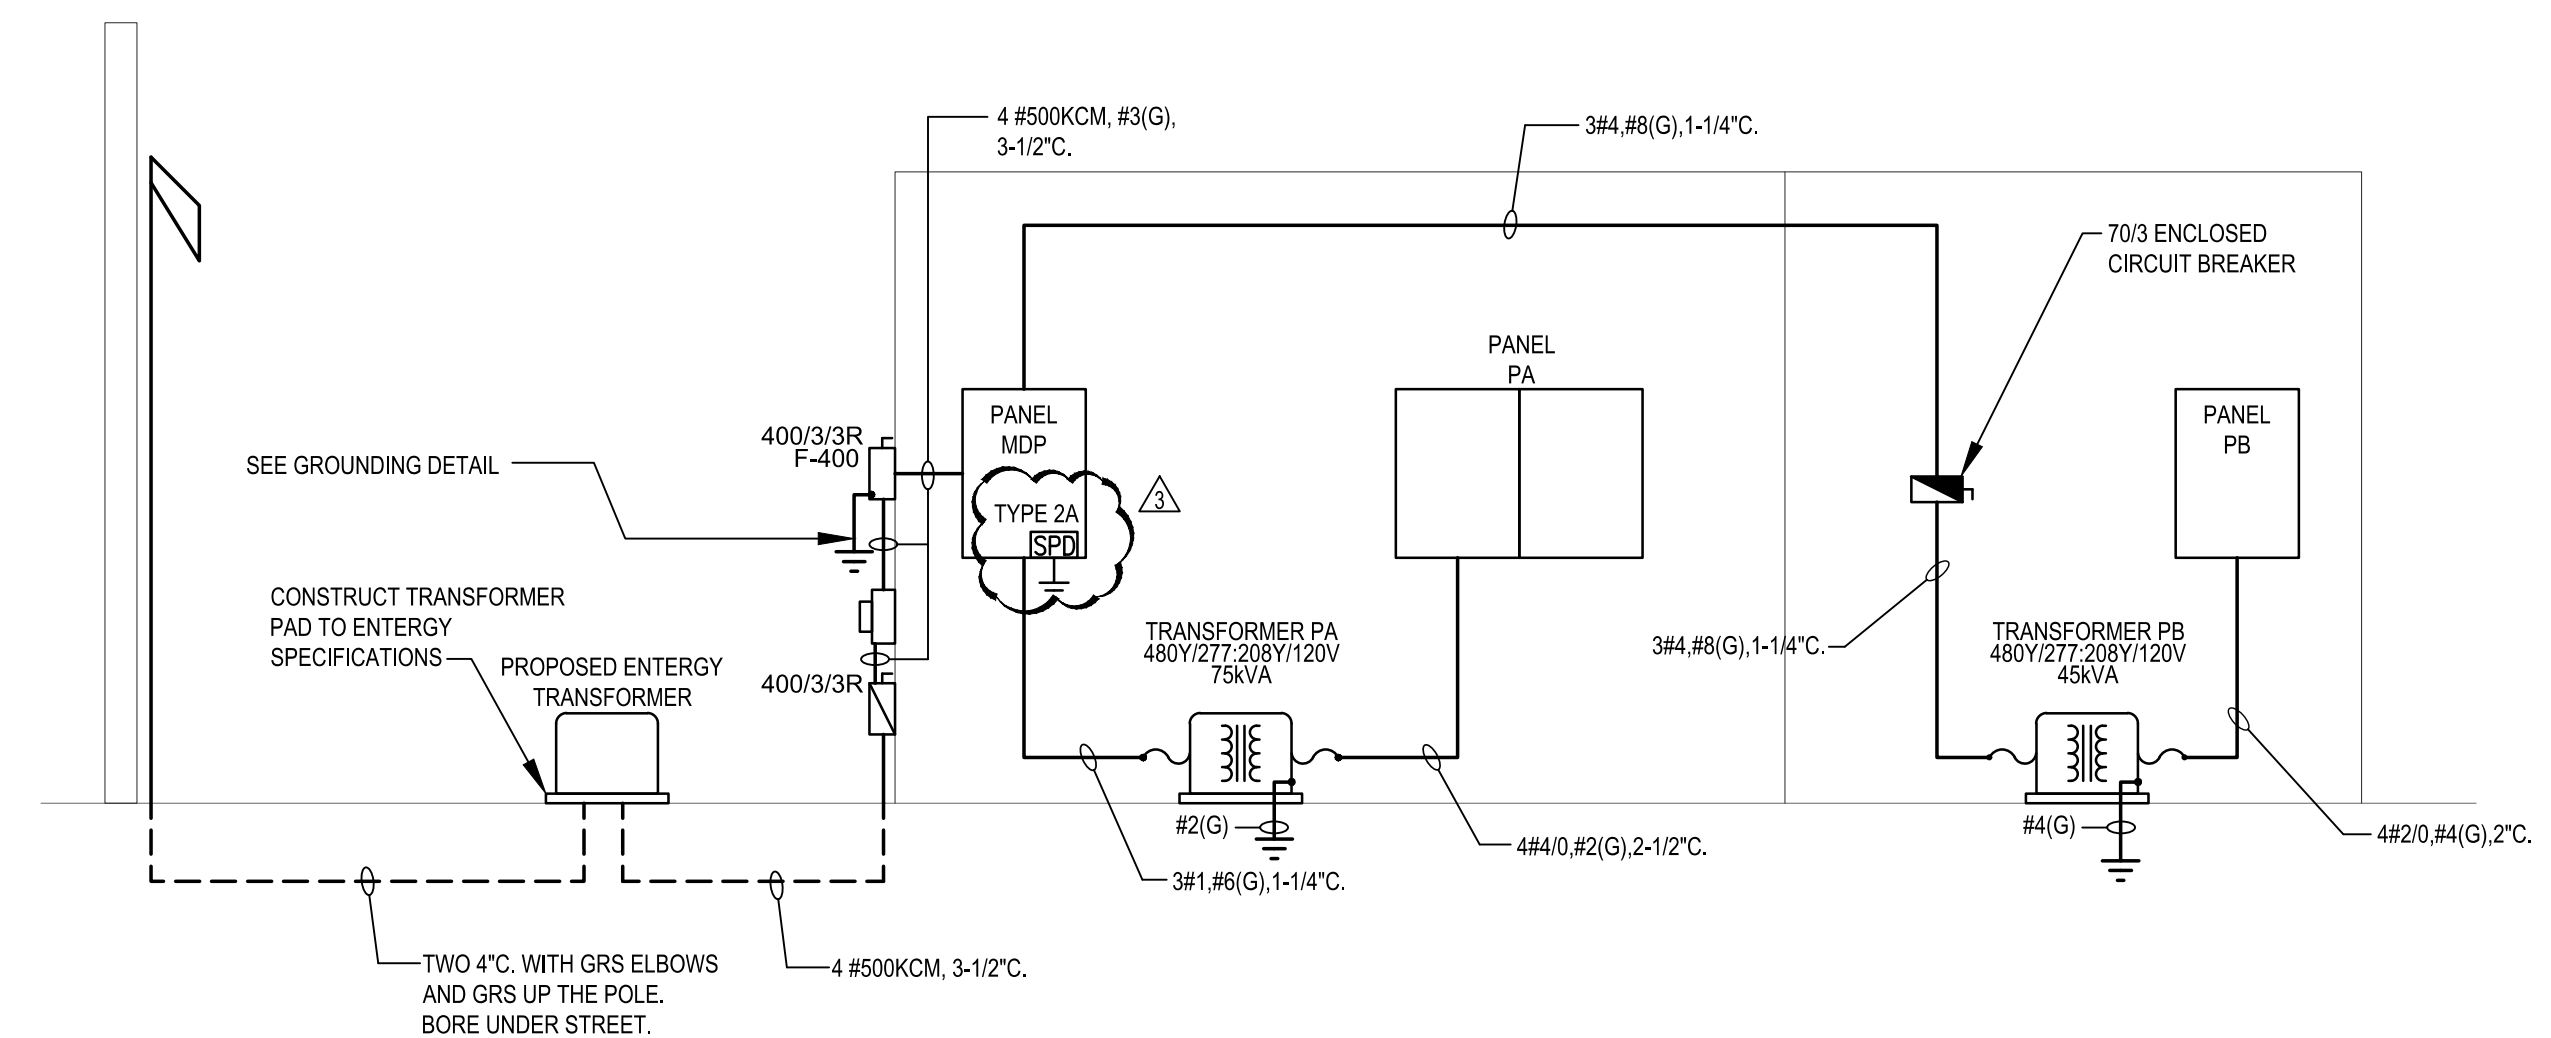 4 #500KCM, #3(G),
3-1/2"C.
3#4,#8(G),1-1/4"C.
70/3 ENCLOSED
CIRCUIT BREAKER
PANEL
PA
PANEL
MDP
PANEL
PB
400/3/3R
F-400
SEE GROUNDING DETAIL
TYPE 2A
SPD
3
CONSTRUCT TRANSFORMER
PAD TO ENTERGY
SPECIFICATIONS
PROPOSED ENTERGY
TRANSFORMER
400/3/3R
TRANSFORMER PA
480Y/277:208Y/120V
75kVA
3#4,#8(G),1-1/4"C.
TRANSFORMER PB
480Y/277:208Y/120V
45kVA
#2(G)
#4(G)
4#4/0,#2(G),2-1/2"C.
4#2/0,#4(G),2"C.
3#1,#6(G),1-1/4"C.
TWO 4"C. WITH GRS ELBOWS
AND GRS UP THE POLE.
BORE UNDER STREET.
4 #500KCM, 3-1/2"C.